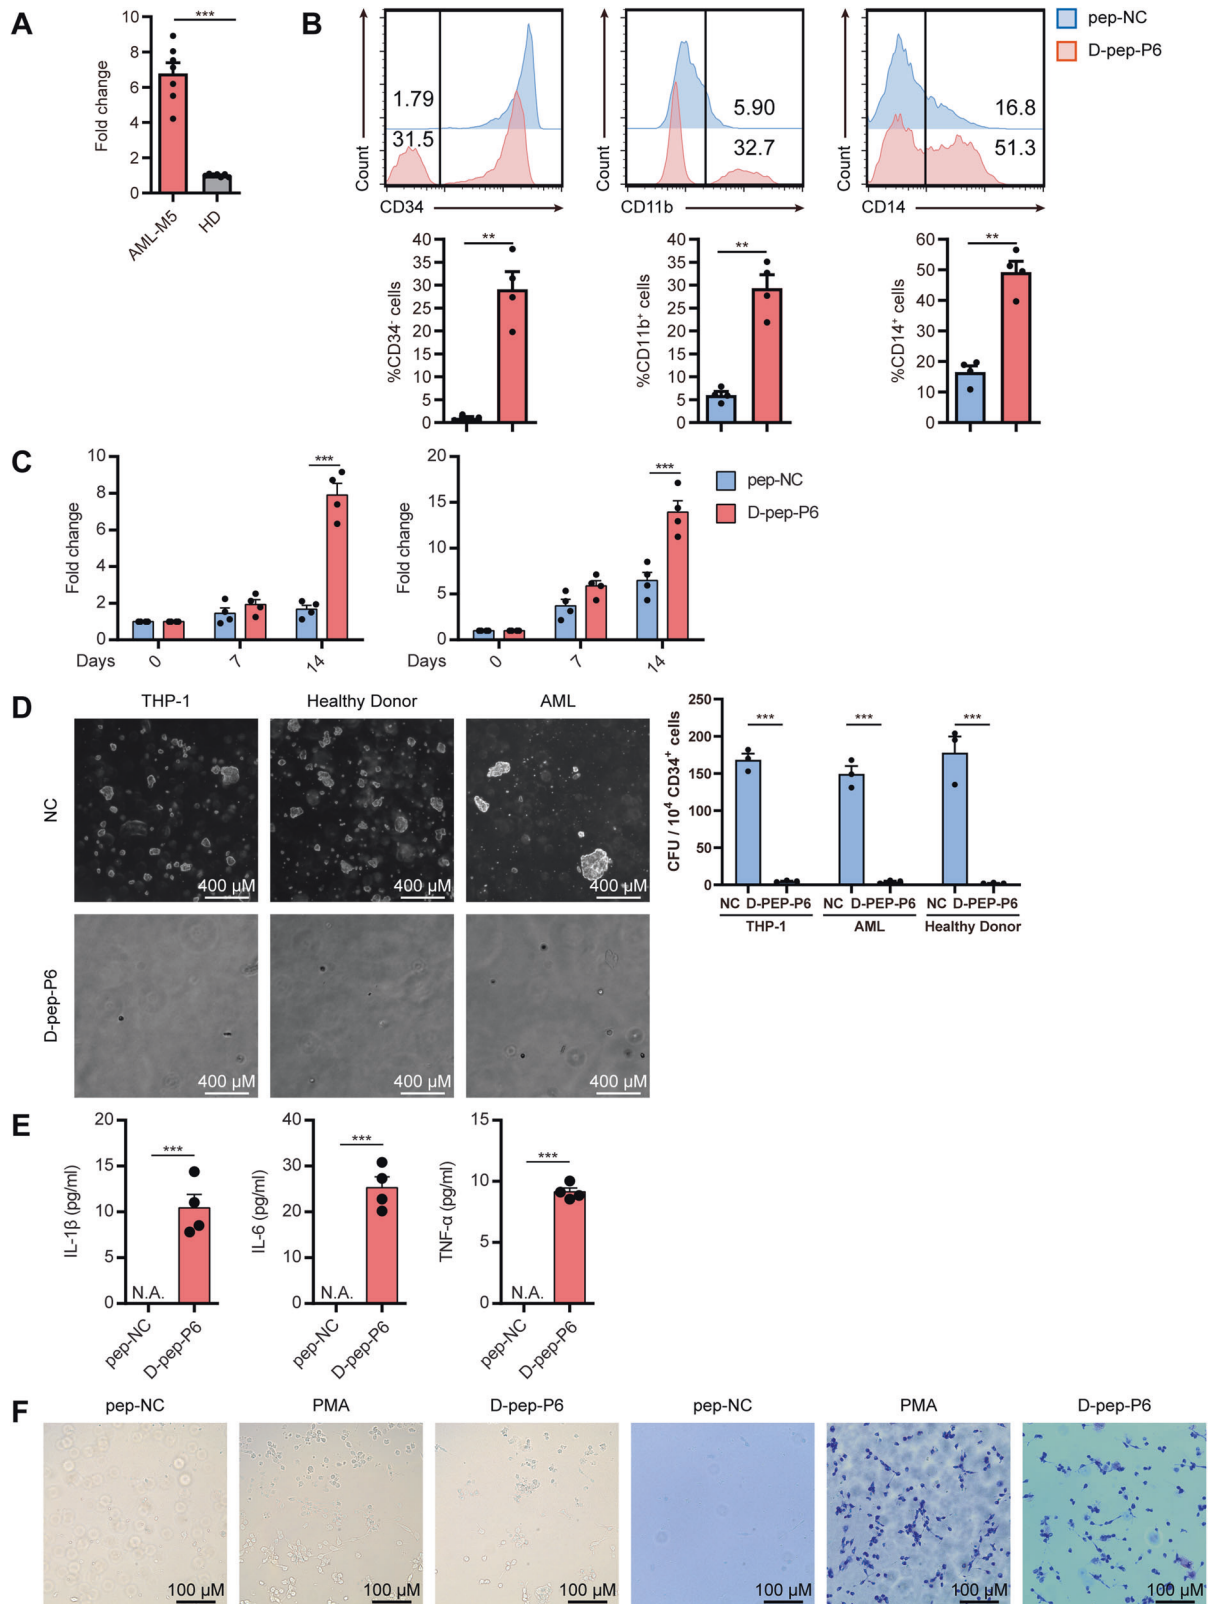 A
***
Fold change
10
8
6
4
2
0
AML-M5
HD
B
Count
1.79
31.5
CD34
Count
5.90
32.7
CD11b
Count
16.8
51.3
CD14
pep-NC
D-pep-P6
%CD34- cells
40
35
30
25
20
15
10
5
0
**
%CD11b+ cells
40
35
30
25
20
15
10
5
0
**
%CD14+ cells
60
50
40
30
20
10
0
**
C
Fold change
10
8
6
4
2
0
***
Days
0
7
14
Fold change
20
15
10
5
0
***
Days
0
7
14
pep-NC
D-pep-P6
D
THP-1
Healthy Donor
AML
NC
400 μM
400 μM
400 μM
D-pep-P6
400 μM
400 μM
400 μM
CFU / 10⁴ CD34⁺ cells
250
200
150
100
50
0
***
***
***
NC D-PEP-P6 NC D-PEP-P6 NC D-PEP-P6
THP-1
AML
Healthy Donor
E
IL-1β (pg/ml)
20
15
10
5
0
***
N.A.
pep-NC
D-pep-P6
IL-6 (pg/ml)
40
30
20
10
0
***
N.A.
pep-NC
D-pep-P6
TNF-α (pg/ml)
15
10
5
0
***
N.A.
pep-NC
D-pep-P6
F
pep-NC
PMA
D-pep-P6
pep-NC
PMA
D-pep-P6
100 μM
100 μM
100 μM
100 μM
100 μM
100 μM